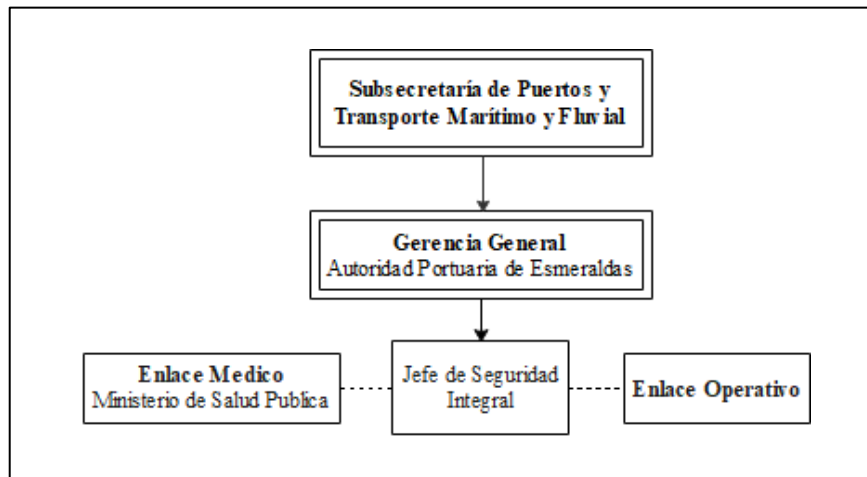 Subsecretaría de Puertos y
Transporte Marítimo y Fluvial
Gerencia General
Autoridad Portuaria de Esmeraldas
Enlace Medico
Ministerio de Salud Publica
Jefe de Seguridad
Integral
Enlace Operativo